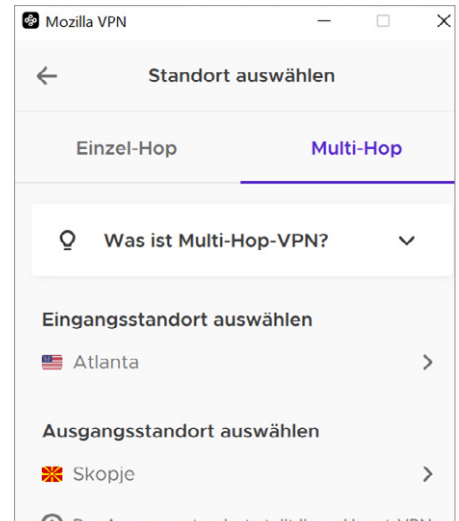 Mozilla VPN
Standort auswählen
Einzel-Hop
Multi-Hop
Was ist Multi-Hop-VPN?
Eingangsstandort auswählen
Atlanta
Ausgangsstandort auswählen
Skopje